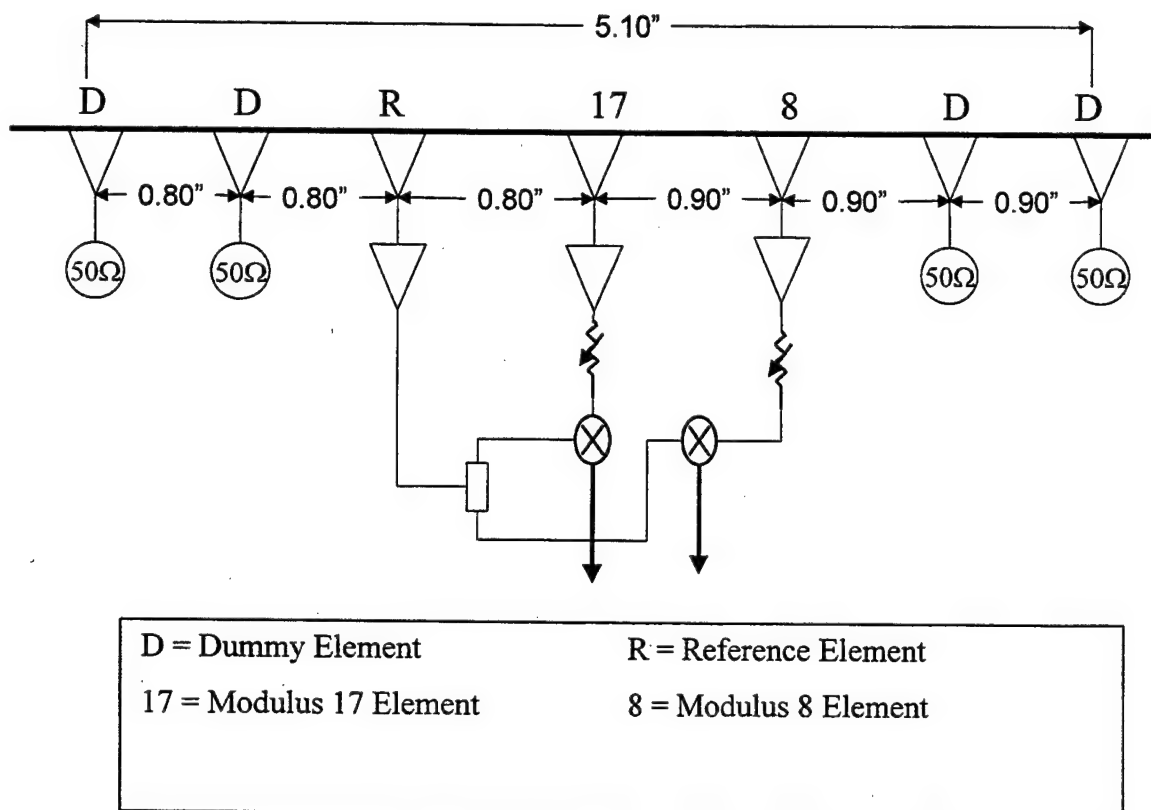 5.10”
D D R 17 8 D D
0.80” 0.80” 0.80” 0.90” 0.90” 0.90”
50Ω 50Ω 50Ω 50Ω
D = Dummy Element R = Reference Element
17 = Modulus 17 Element 8 = Modulus 8 Element